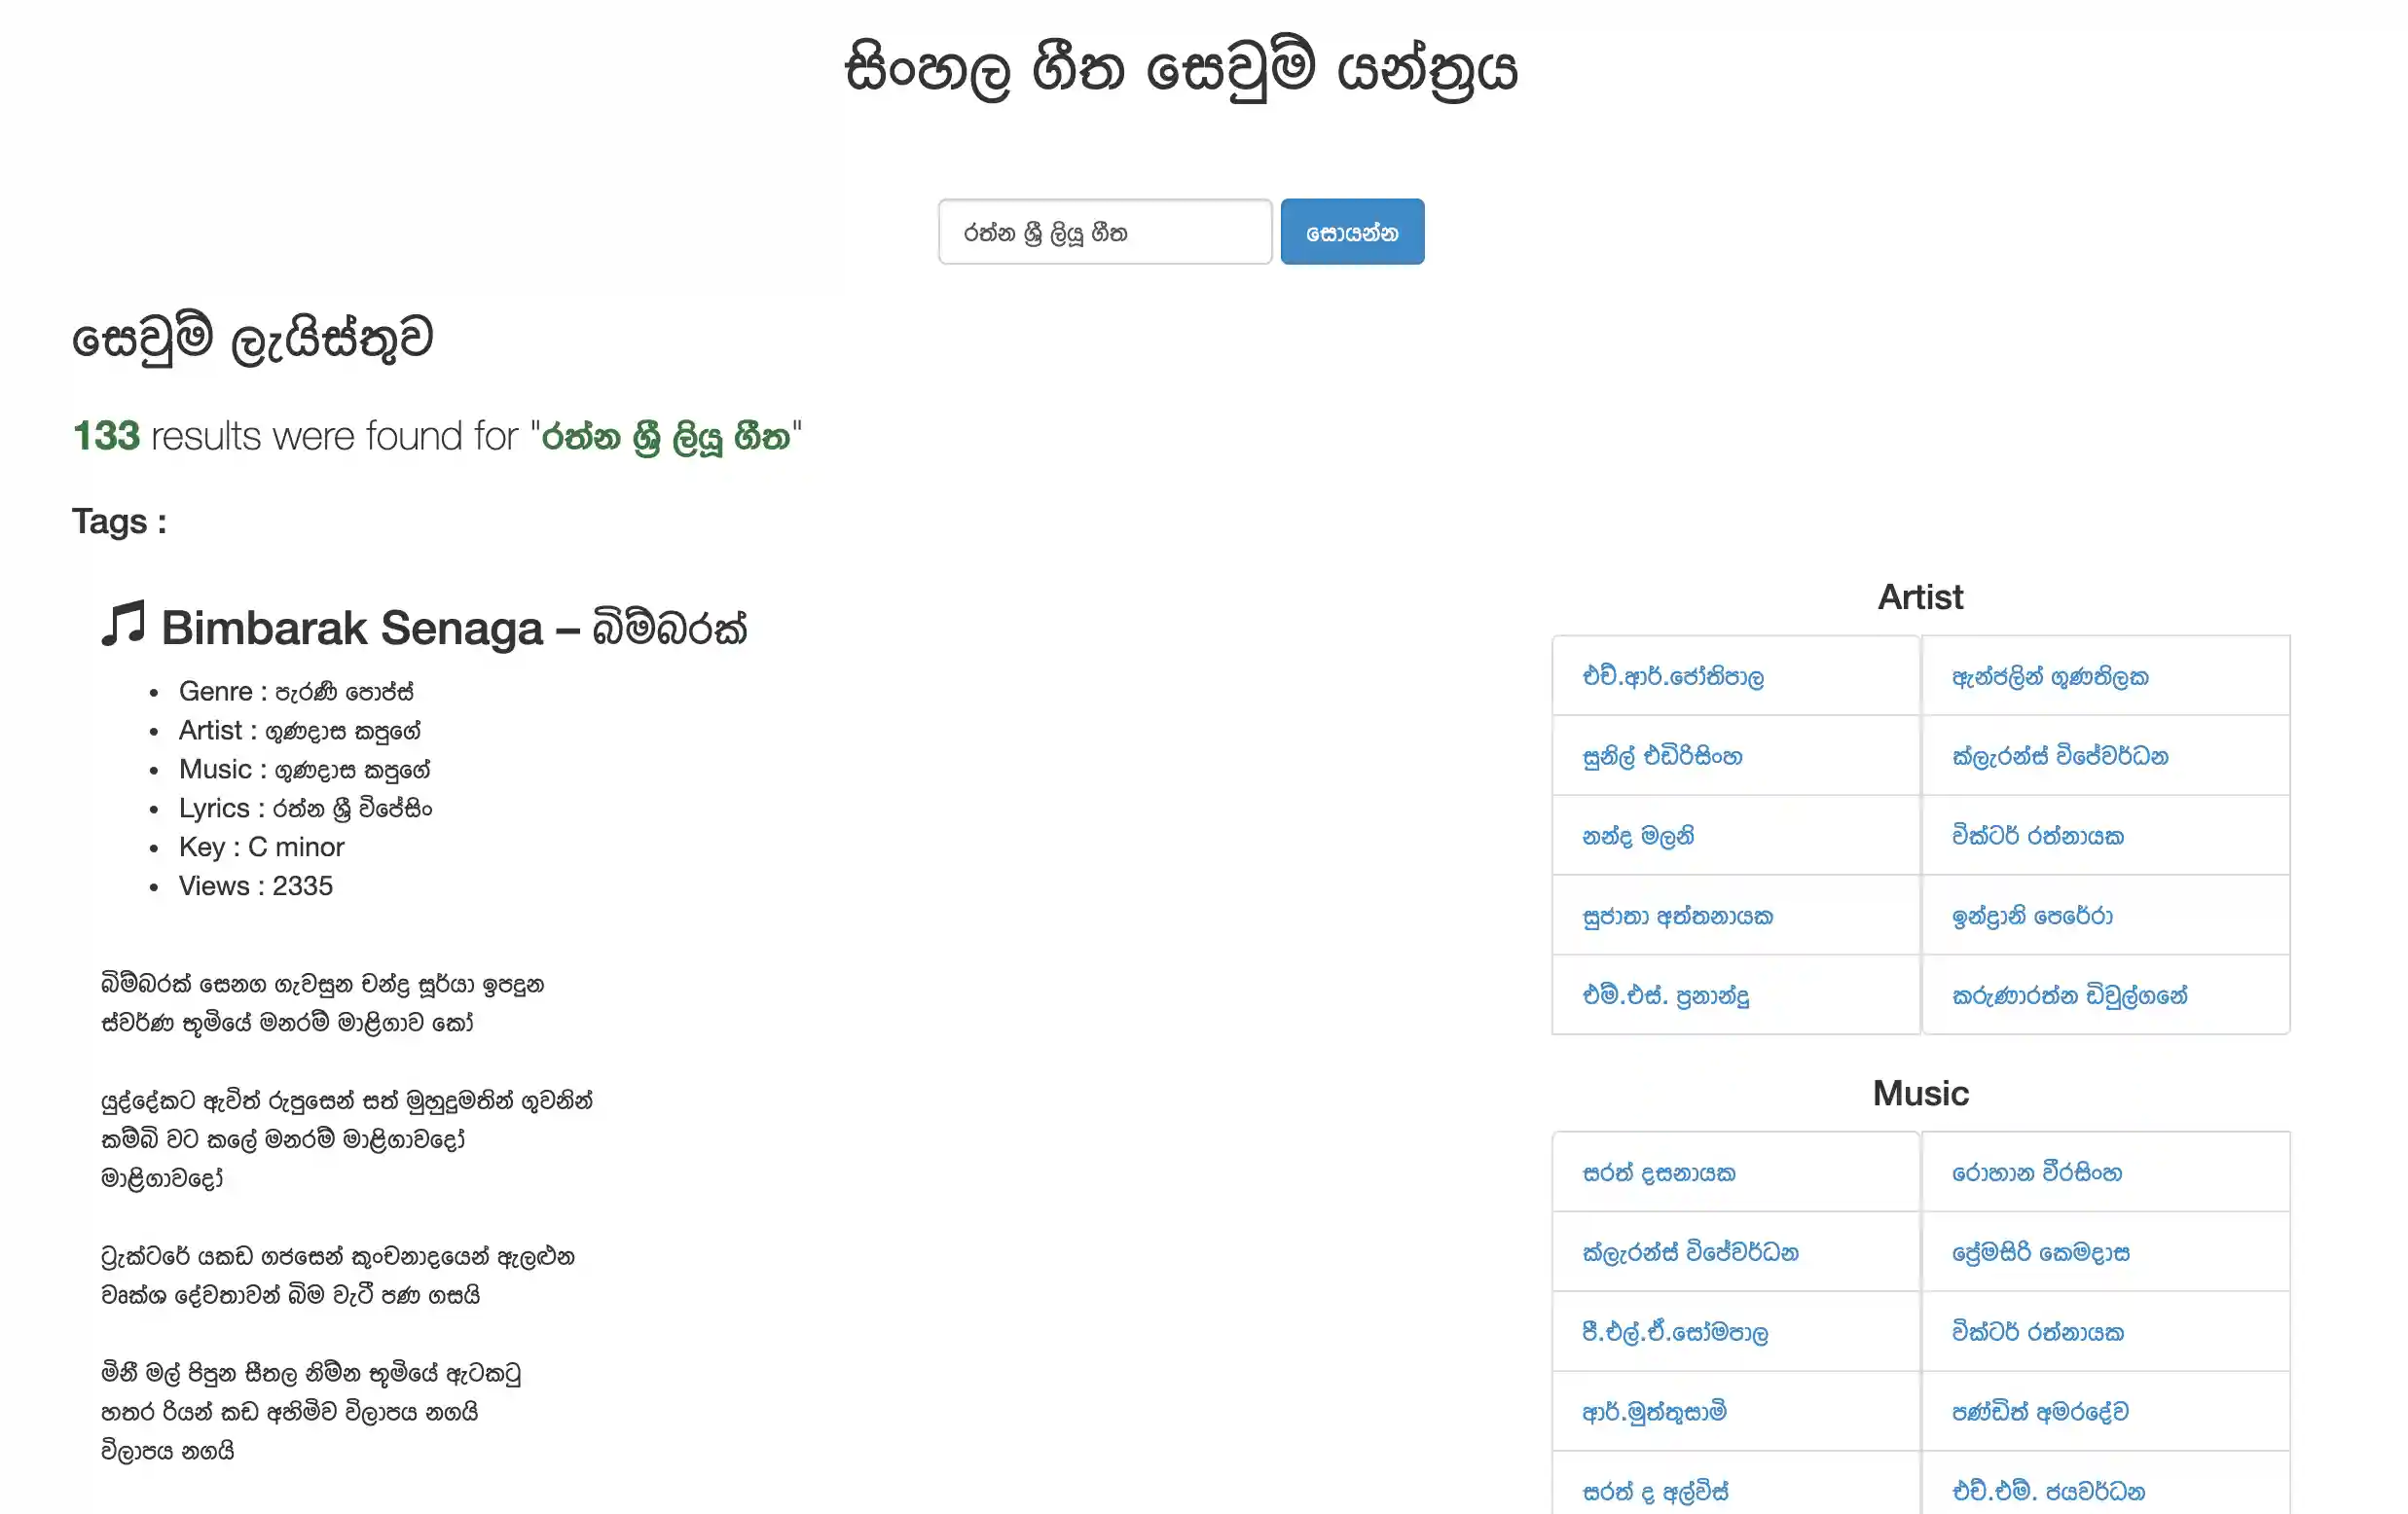 සිංහල ගීත සෙවුම් යන්ත්‍රය
රත්න ශ්‍රී ලියූ ගීත
සොයන්න
සෙවුම් ලැයිස්තුව
133 results were found for "රත්න ශ්‍රී ලියූ ගීත"
Tags :
Bimbarak Senaga – බිම්බරක්
Genre : පැරණි පොප්ස්
Artist : ගුණදාස කපුගේ
Music : ගුණදාස කපුගේ
Lyrics : රත්න ශ්‍රී විජේසිං
Key : C minor
Views : 2335
බිම්බරක් සෙනග ගැවසුන චන්ද්‍ර සූර්යා ඉපදුන
ස්වර්ණ භූමියේ මනරම් මාළිගාව කෝ
යුද්දේකට ඇවිත් රුපුසෙන් සත් මුහුදුමතින් ගුවනින්
කම්බි වට කලේ මනරම් මාළිගාවදෝ
මාළිගාවදෝ
ට්‍රැක්ටරේ යකඩ ගජසෙන් කුංචනාදයෙන් ඇලළුන
වෘක්ශ දේවතාවන් බිම වැටී පණ ගසයි
මිනී මල් පිපුන සීතල නිම්න භූමියේ ඇටකටු
හතර රියන් කඩ අහිමිව විලාපය නගයි
විලාපය නගයි
Artist
එච්.ආර්.ජෝතිපාල
ඇන්ජලින් ගුණතිලක
සුනිල් එඩිරිසිංහ
ක්ලැරන්ස් විජේවර්ධන
නන්ද මලනි
වික්ටර් රත්නායක
සුජාතා අත්තනායක
ඉන්ද්‍රානි පෙරේරා
එම්.එස්. ප්‍රනාන්දු
කරුණාරත්න ඩිවුල්ගනේ
Music
සරත් දසනායක
රොහාන වීරසිංහ
ක්ලැරන්ස් විජේවර්ධන
ප්‍රේමසිරි කෙමදාස
පී.එල්.ඒ.සෝමපාල
වික්ටර් රත්නායක
ආර්.මුත්තුසාමි
පණ්ඩිත් අමරදේව
සරත් ද අල්විස්
එච්.එම්. ජයවර්ධන